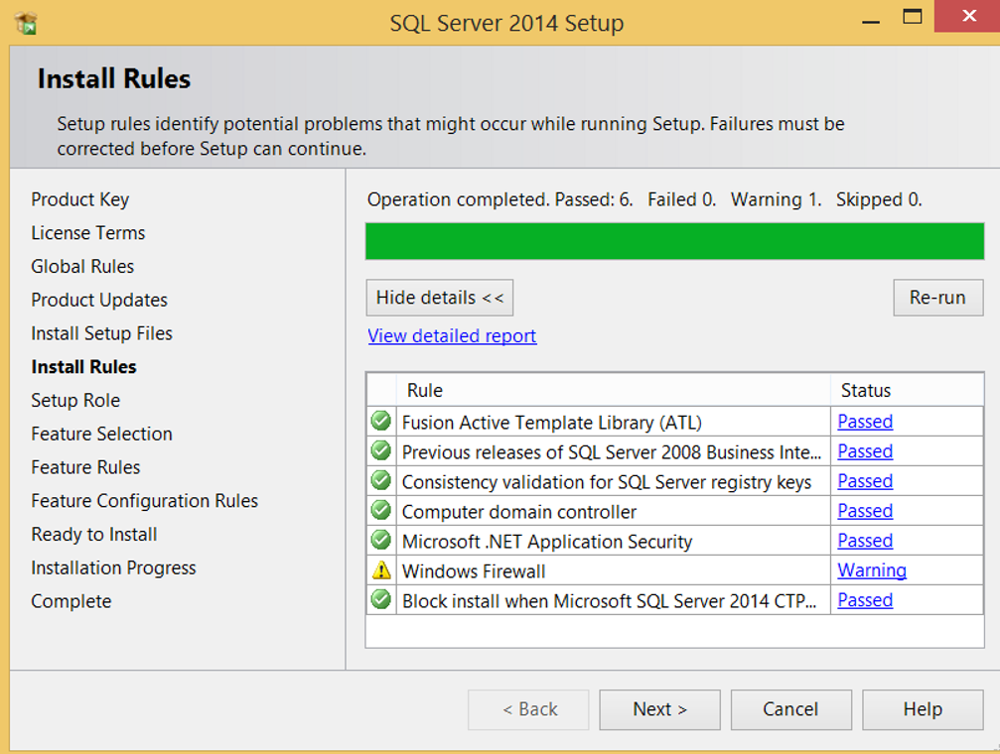 SQL Server 2014 Setup
Install Rules
Setup rules identify potential problems that might occur while running Setup. Failures must be
corrected before Setup can continue.
Product Key
License Terms
Global Rules
Product Updates
Install Setup Files
Install Rules
Setup Role
Feature Selection
Feature Rules
Feature Configuration Rules
Ready to Install
Installation Progress
Complete
Operation completed. Passed: 6. Failed 0. Warning 1. Skipped 0.
Hide details << Re-run
View detailed report
Rule Status
Fusion Active Template Library (ATL) Passed
Previous releases of SQL Server 2008 Business Inte... Passed
Consistency validation for SQL Server registry keys Passed
Computer domain controller Passed
Microsoft .NET Application Security Passed
Windows Firewall Warning
Block install when Microsoft SQL Server 2014 CTP... Passed
< Back Next > Cancel Help